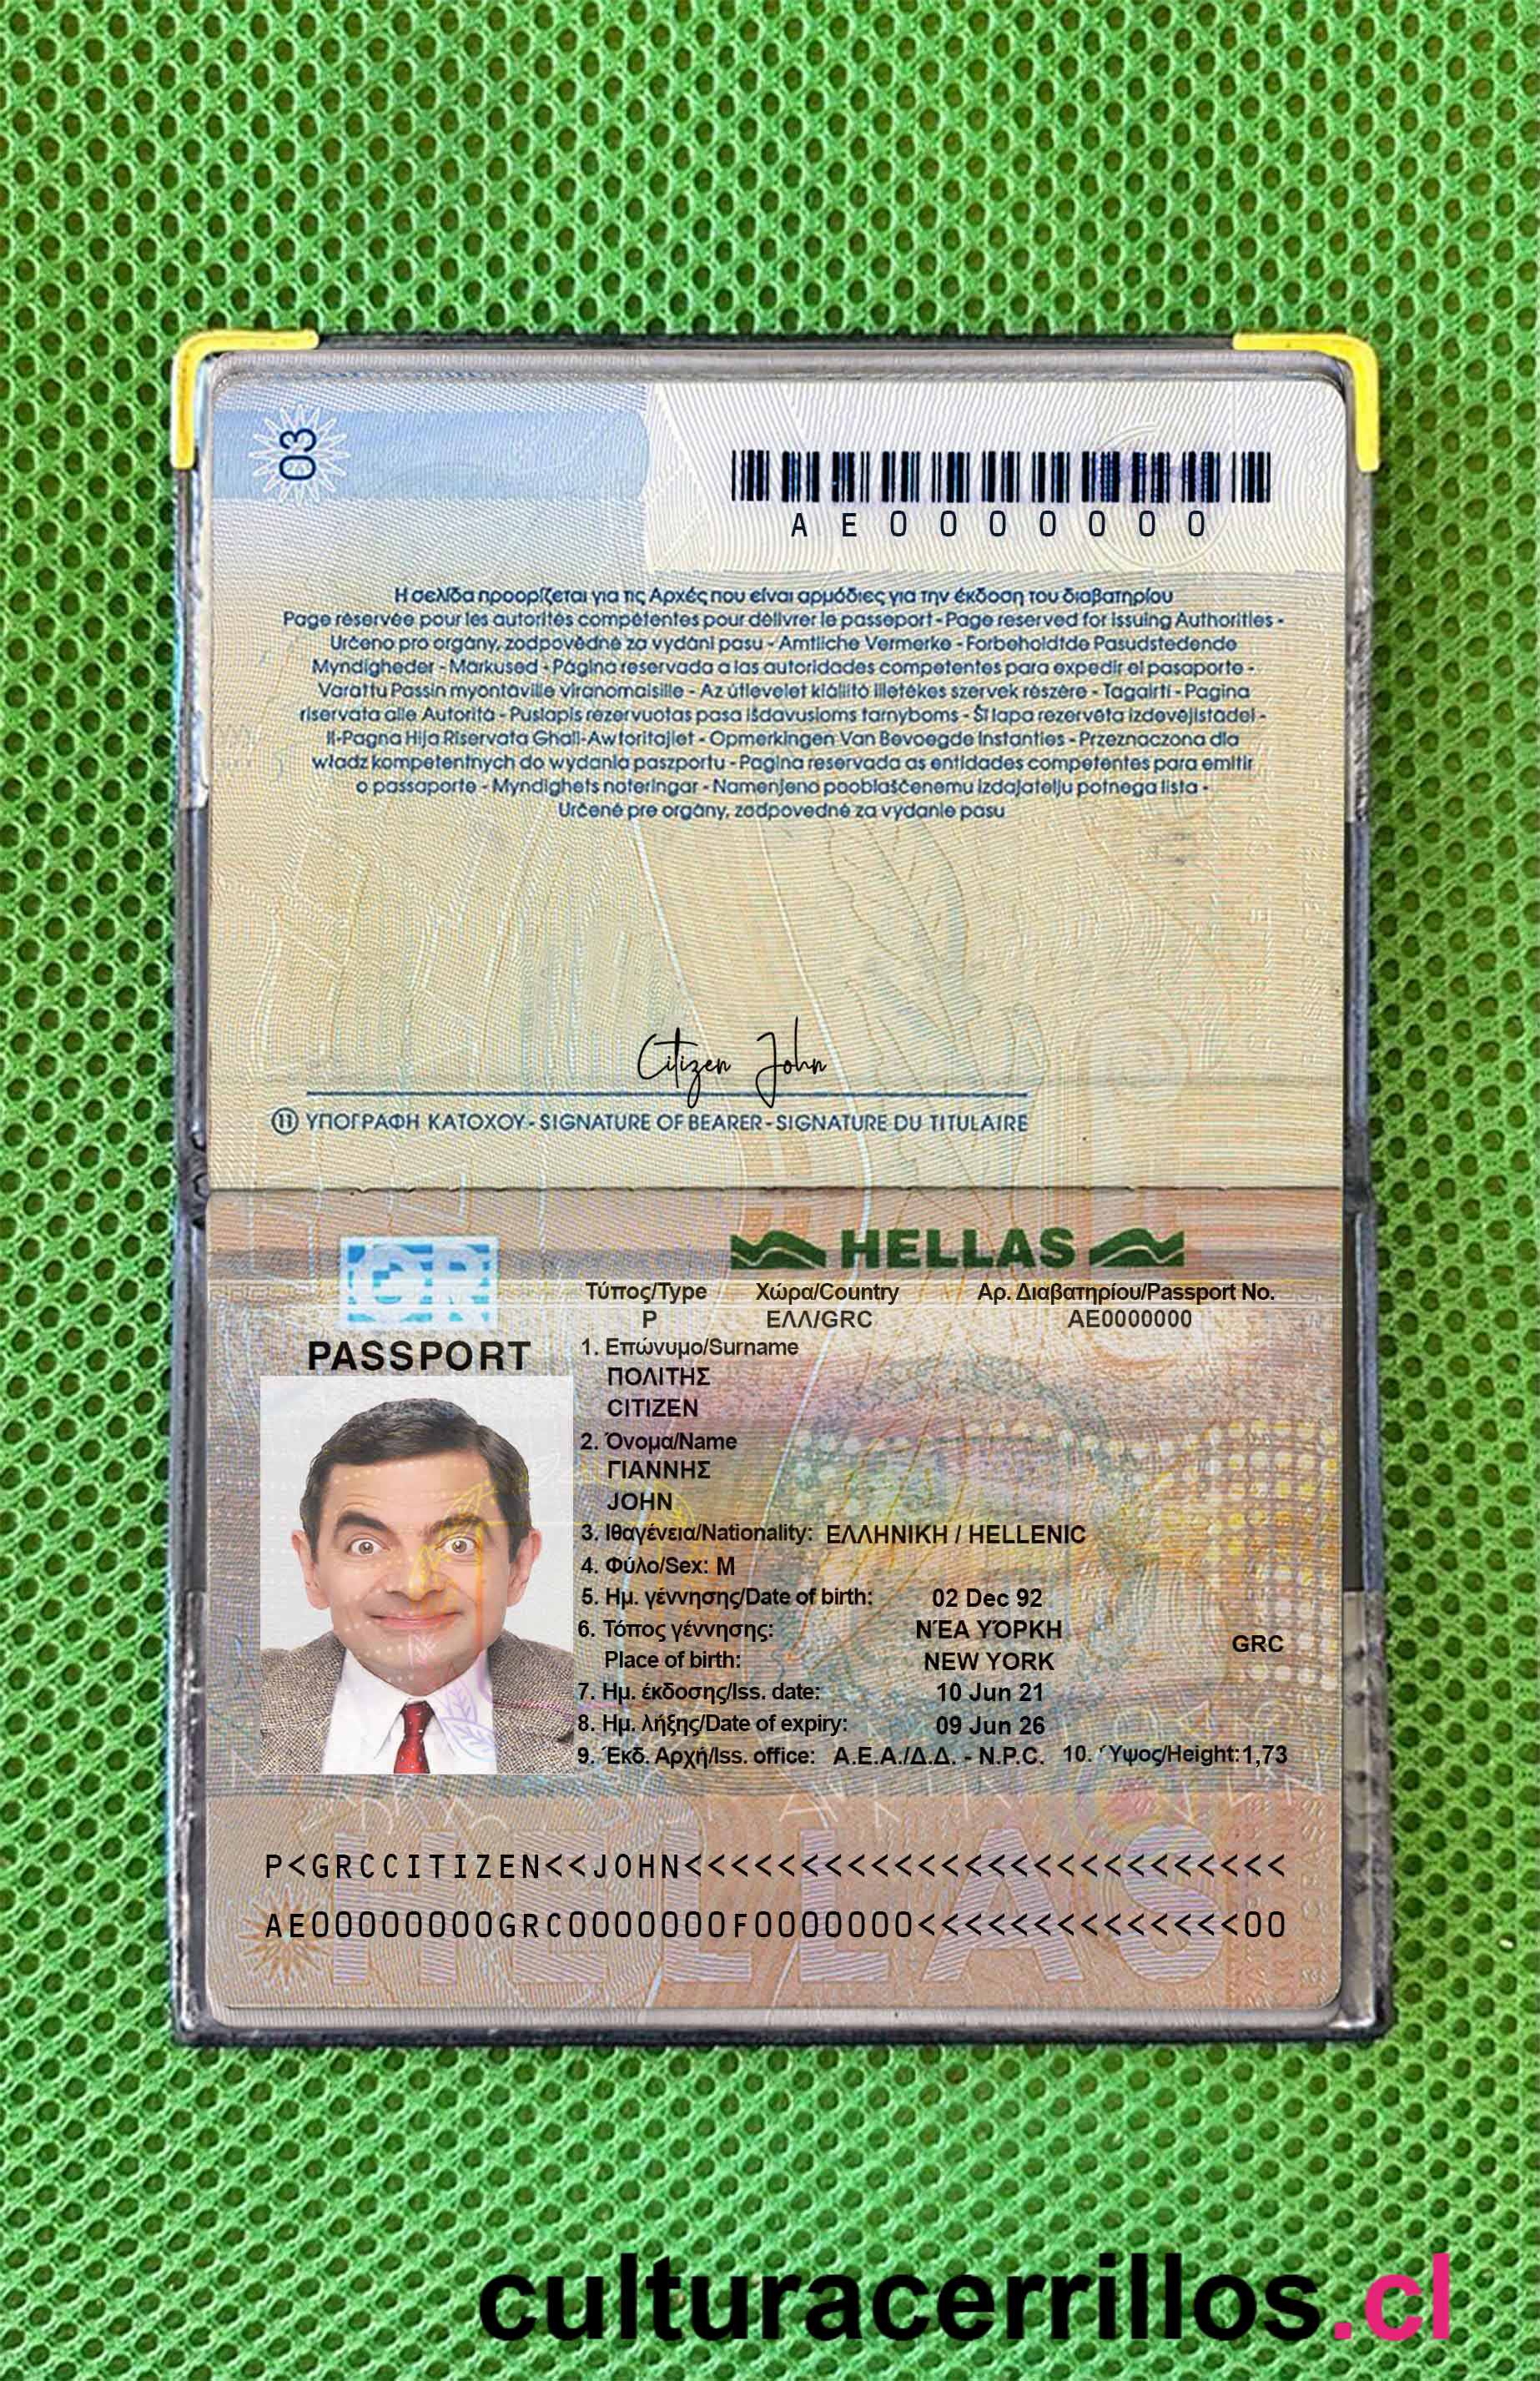 03
AE0000000
Η σελίδα προορίζεται για τις Αρχές που είναι αρμόδιες για την έκδοση του διαβατηρίου
Page réservée pour les autorités compétentes pour délivrer le passeport - Page reserved for issuing Authorities -
Určeno pro orgány, zodpovědné za vydání pasu - Amtliche Vermerke - Forbeholdtde Pasudstedende
Myndigheder - Märkused - Página reservada a las autoridades competentes para expedir el pasaporte -
Varattu Passin myöntäville viranomaisille - Az útlevelet kiállító illetékes szervek részére - Tagairtí - Pagina
riservata alle Autorità - Puslapis rezervuotas pasa išdavusioms tarnyboms - Šī lapa rezervēta izdevējiestādei -
Il-Paġna Hija Riservata Għall-Awtoritajiet - Opmerkingen Van Bevoegde Instanties - Przeznaczona dla
władz kompetentnych do wydania paszportu - Pagina reservada as entidades competentes para emitir
o passaporte - Myndighets noteringar - Namenjeno pooblaščenemu izdajatelju potnega lista -
Určené pre orgány, zodpovedné za vydanie pasu
Citizen John
11 ΥΠΟΓΡΑΦΗ ΚΑΤΟΧΟΥ - SIGNATURE OF BEARER - SIGNATURE DU TITULAIRE
GR
HELLAS
PASSPORT
Τύπος/Type Χώρα/Country Αρ. Διαβατηρίου/Passport No.
P ΕΛΛ/GRC AE0000000
1. Επώνυμο/Surname
ΠΟΛΙΤΗΣ
CITIZEN
2. Όνομα/Name
ΓΙΑΝΝΗΣ
JOHN
3. Ιθαγένεια/Nationality: ΕΛΛΗΝΙΚΗ / HELLENIC
4. Φύλο/Sex: M
5. Ημ. γέννησης/Date of birth: 02 Dec 92
6. Τόπος γέννησης: ΝΈΑ ΥΌΡΚΗ
Place of birth: NEW YORK
GRC
7. Ημ. έκδοσης/Iss. date: 10 Jun 21
8. Ημ. λήξης/Date of expiry: 09 Jun 26
9. Έκδ. Αρχή/Iss. office: Α.Ε.Α./Δ.Δ. - N.P.C. 10. Ύψος/Height:1,73
HELLAS
P<GRCCITIZEN<<JOHN<<<<<<<<<<<<<<<<<<<<<<<<<<
AE00000000GRC0000000F0000000<<<<<<<<<<<<<<00
culturacerrillos.cl